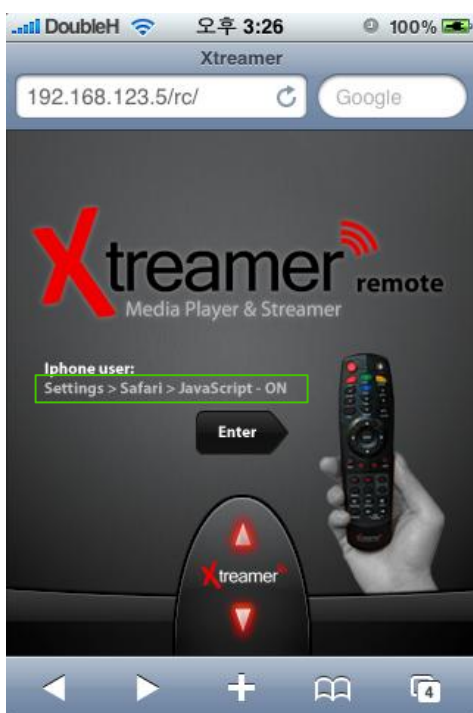 DoubleH 오후 3:26 100%
Xtreamer
192.168.123.5/rc/ Google
Xtreamer remote
Media Player & Streamer
Iphone user:
Settings > Safari > JavaScript - ON
Enter
Xtreamer
4